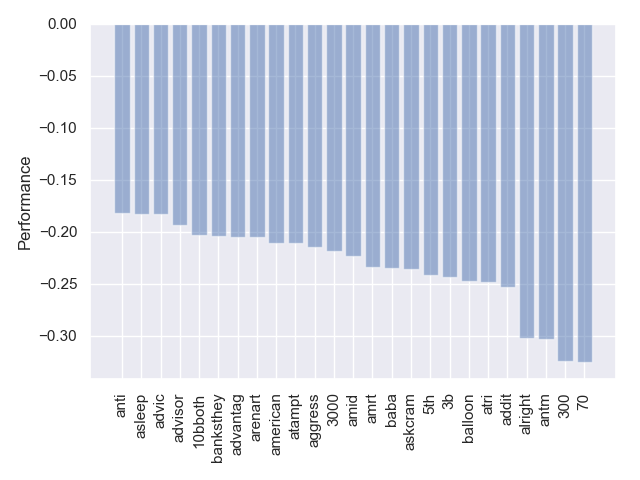 0.00
−0.05
−0.10
−0.15
−0.20
−0.25
−0.30
Performance
anti
asleep
advic
advisor
10bboth
banksthey
advantag
arenart
american
atampt
aggress
3000
amid
amrt
baba
askcram
5th
3b
balloon
atri
addit
alright
antm
300
70